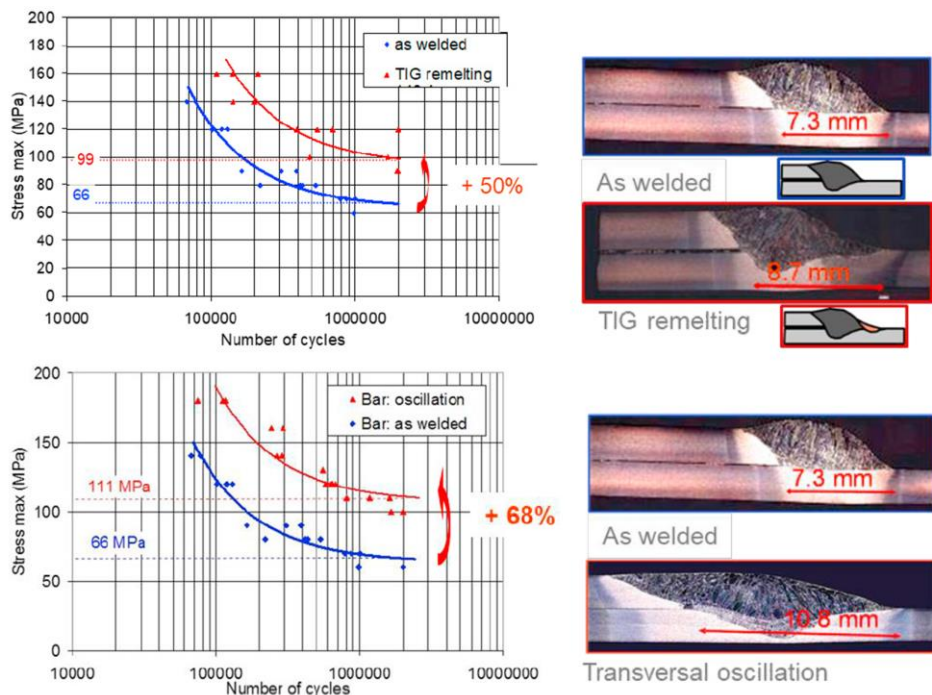 200
180
160
140
120
100
80
60
40
20
0
Stress max (MPa)
as welded
TIG remelting
99
66
+ 50%
10000
100000
1000000
10000000
Number of cycles
7.3 mm
As welded
8.7 mm
TIG remelting
200
150
100
50
0
Stress max (MPa)
Bar: oscillation
Bar: as welded
111 MPa
66 MPa
+ 68%
10000
100000
1000000
10000000
Number of cycles
7.3 mm
As welded
10.8 mm
Transversal oscillation